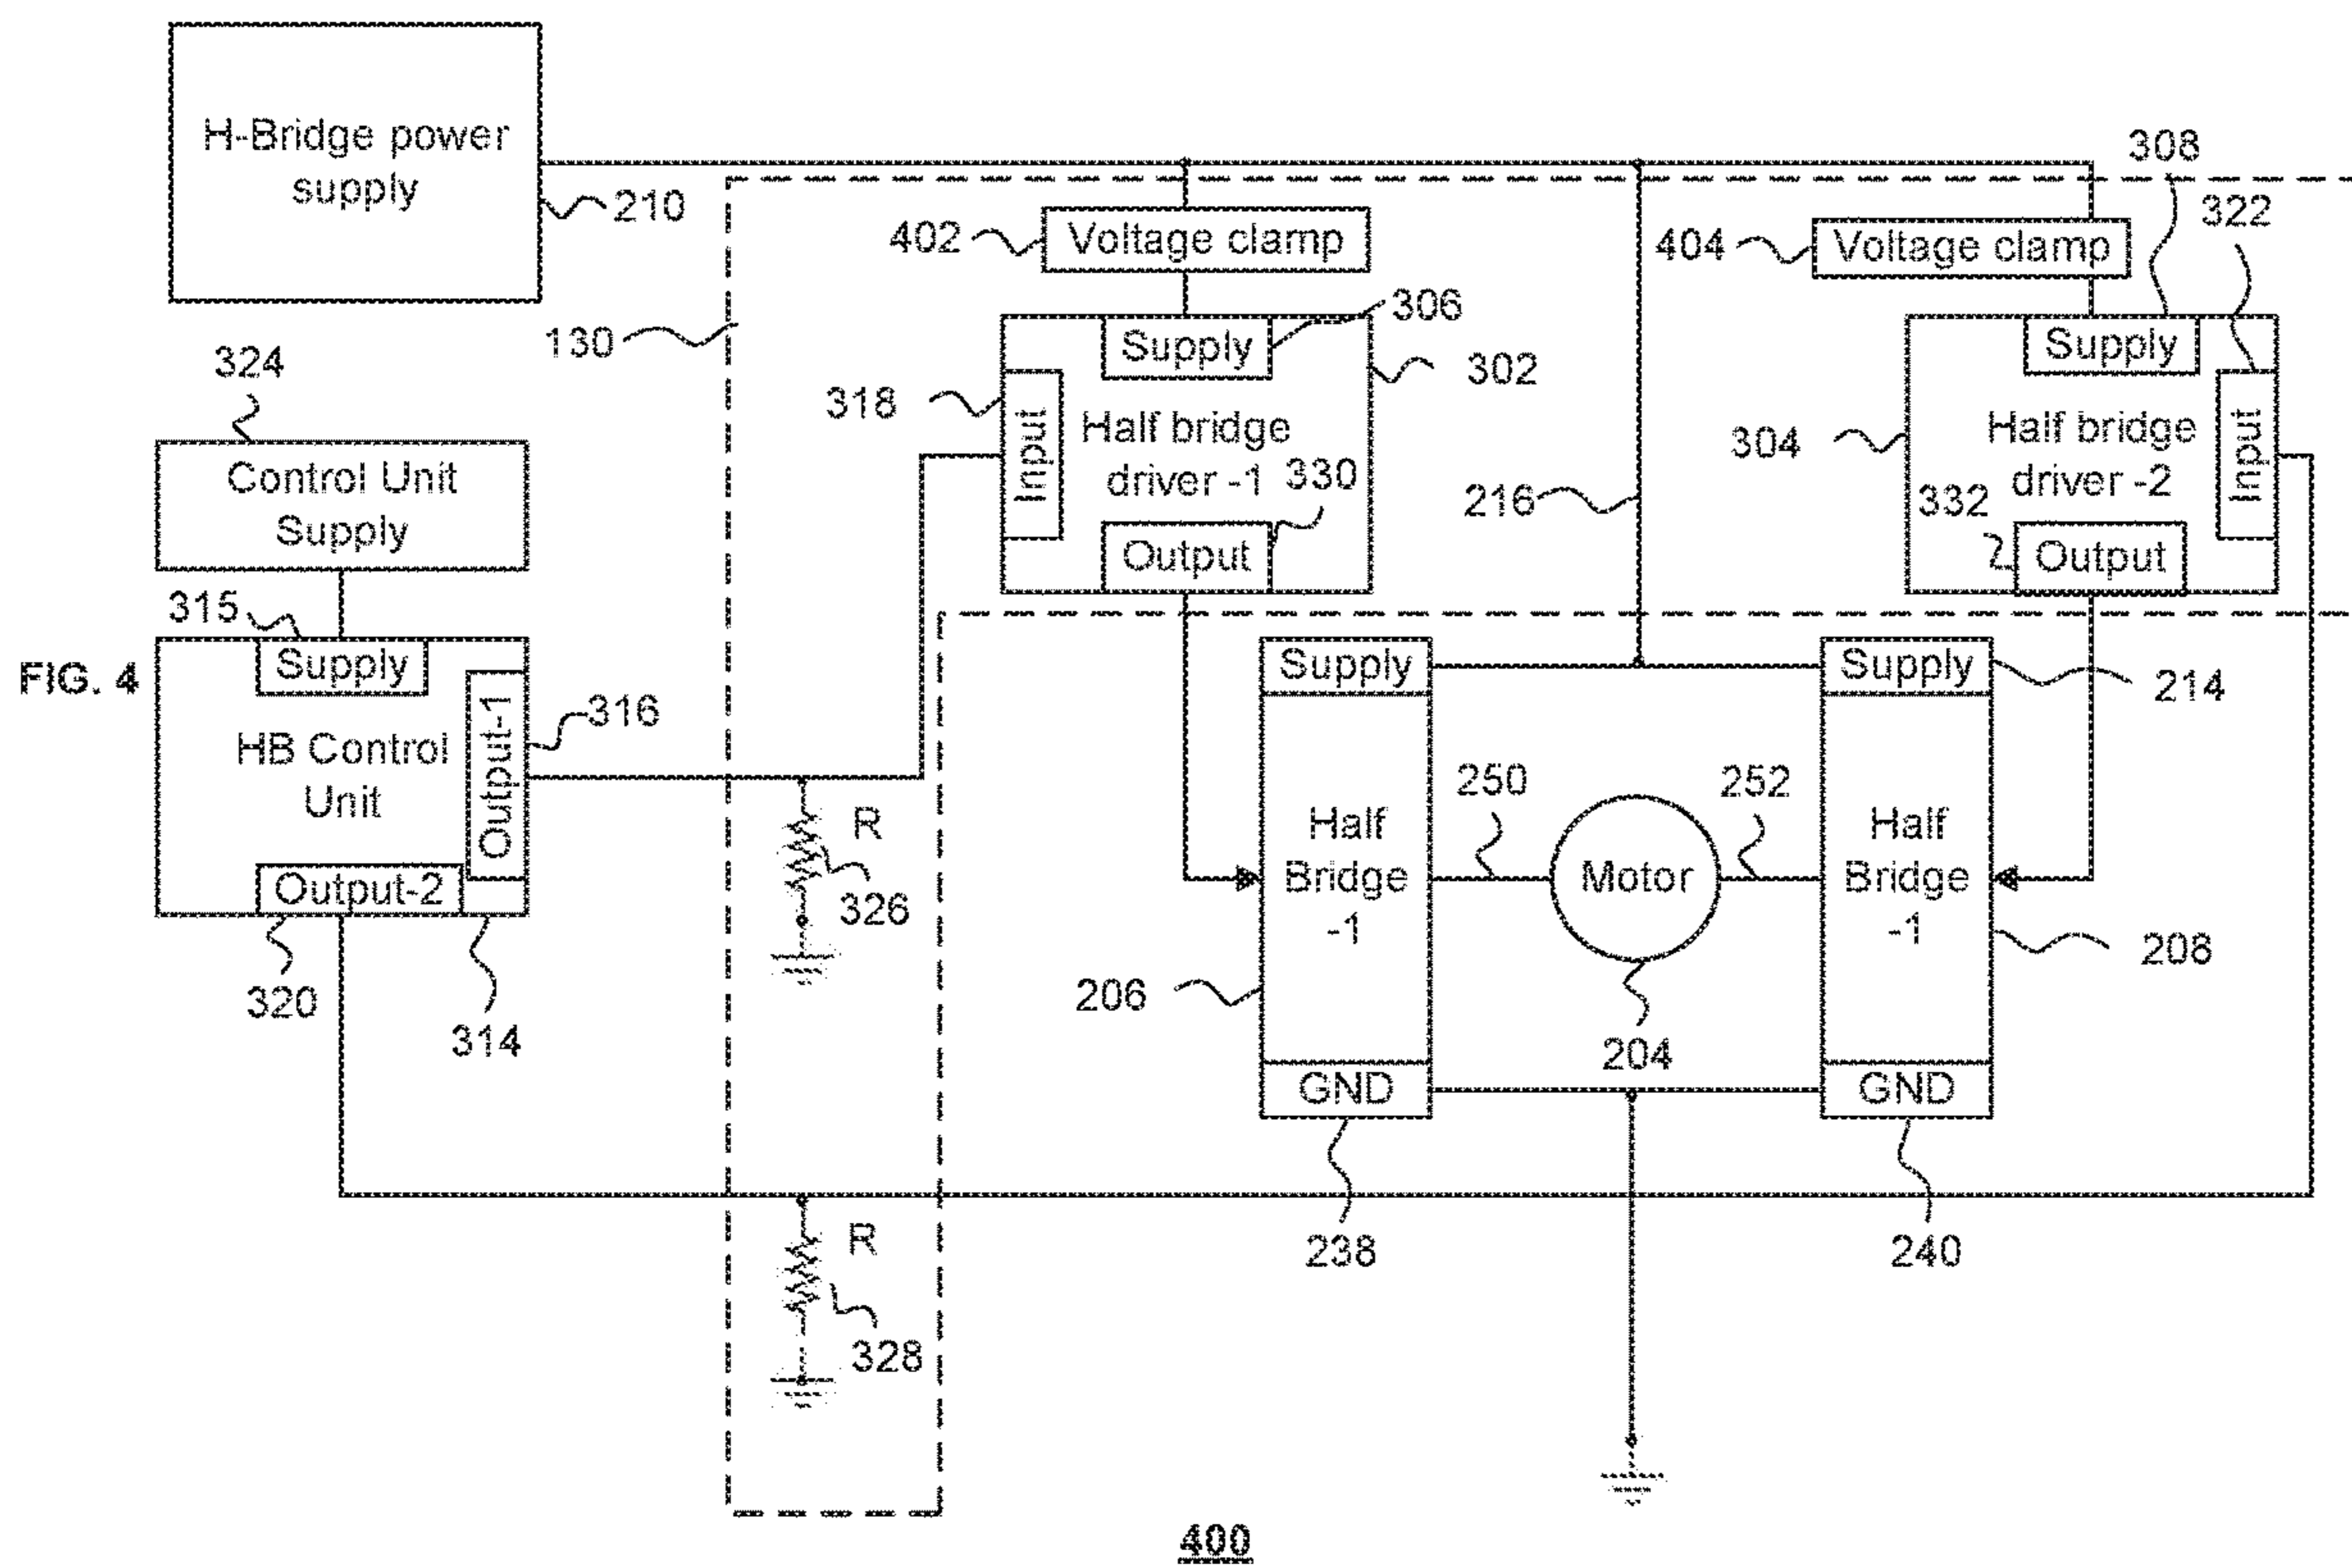 H-Bridge power
supply
210
308
322
402
Voltage clamp
404
Voltage clamp
130
306
Supply
302
318
Input
Half bridge
driver -1
330
Output
216
Supply
304
Half bridge
driver -2
Input
332
Output
324
Control Unit
Supply
315
Supply
FIG. 4
HB Control
Unit
Output-1
316
Output-2
320
314
R
326
Supply
Supply
214
Half
Bridge
-1
250
Motor
252
Half
Bridge
-1
206
204
208
GND
GND
238
240
R
328
400